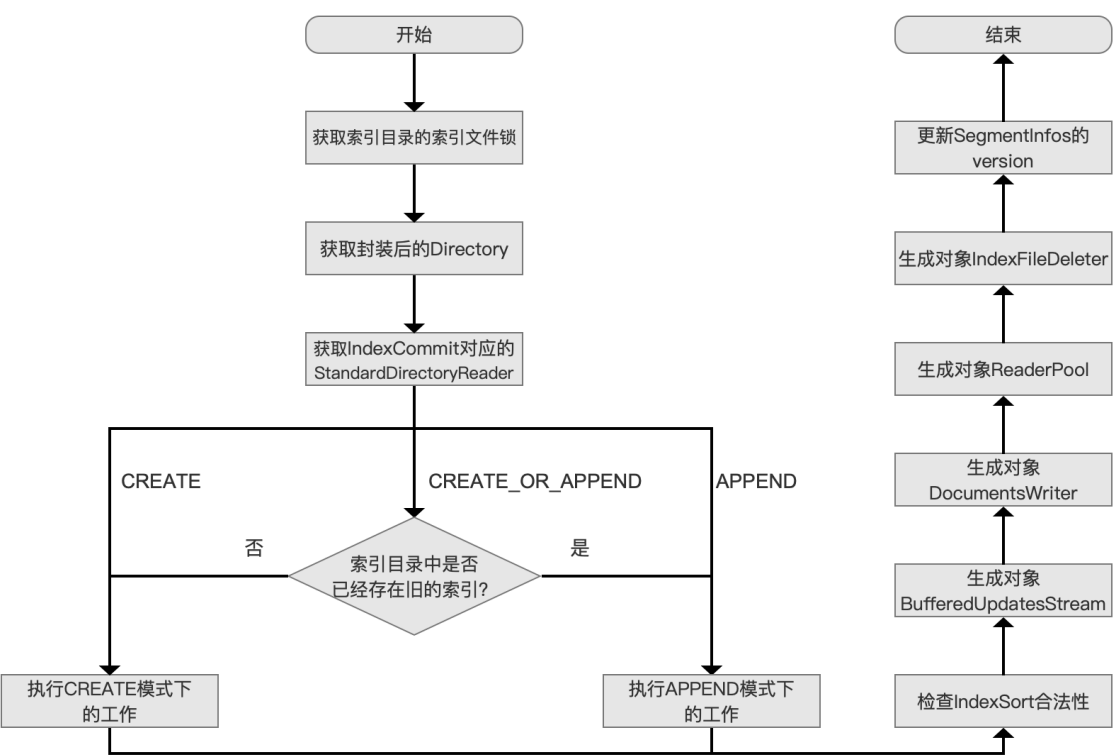 开始
获取索引目录的索引文件锁
获取封装后的Directory
获取IndexCommit对应的
StandardDirectoryReader
CREATE
CREATE_OR_APPEND
APPEND
否
索引目录中是否
已经存在旧的索引?
是
执行CREATE模式下
的工作
执行APPEND模式下
的工作
检查IndexSort合法性
生成对象
BufferedUpdatesStream
生成对象
DocumentsWriter
生成对象ReaderPool
生成对象IndexFileDeleter
更新SegmentInfos的
version
结束